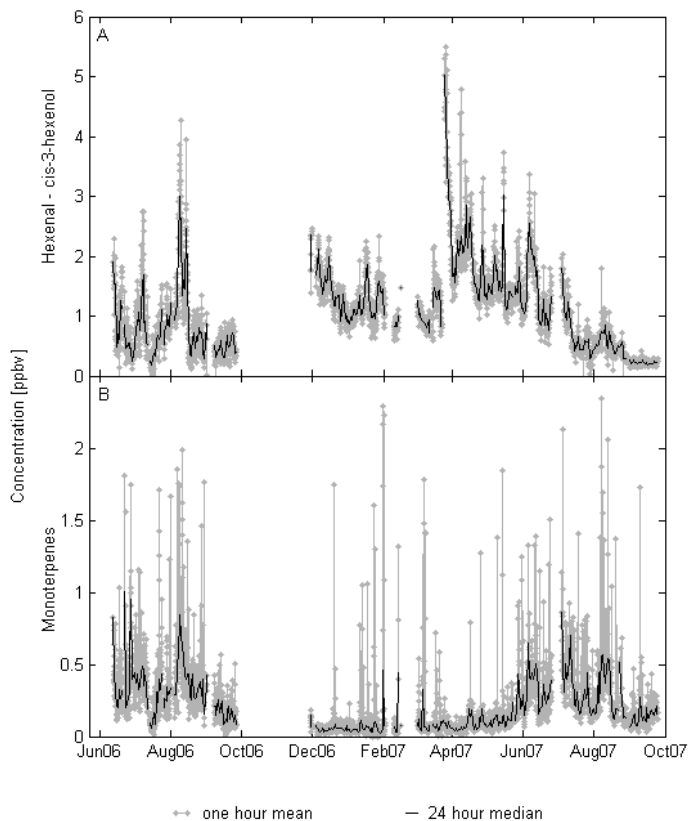 A
6
5
4
3
2
1
0
Hexenal - cis-3-hexenol
Concentration [ppbv]
B
2
1.5
1
0.5
0
Monoterpenes
Jun06 Aug06 Oct06 Dec06 Feb07 Apr07 Jun07 Aug07 Oct07
one hour mean 24 hour median